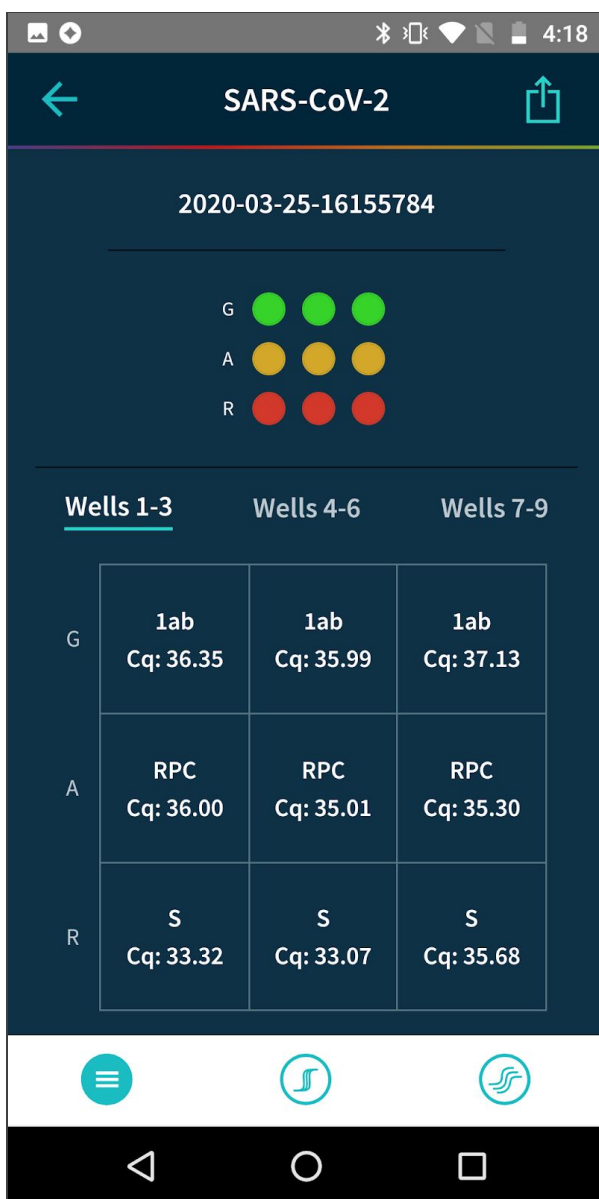 4:18
SARS-CoV-2
2020-03-25-16155784
G
A
R
Wells 1-3 Wells 4-6 Wells 7-9
G
1ab 1ab 1ab
Cq: 36.35 Cq: 35.99 Cq: 37.13
A
RPC RPC RPC
Cq: 36.00 Cq: 35.01 Cq: 35.30
R
S S S
Cq: 33.32 Cq: 33.07 Cq: 35.68